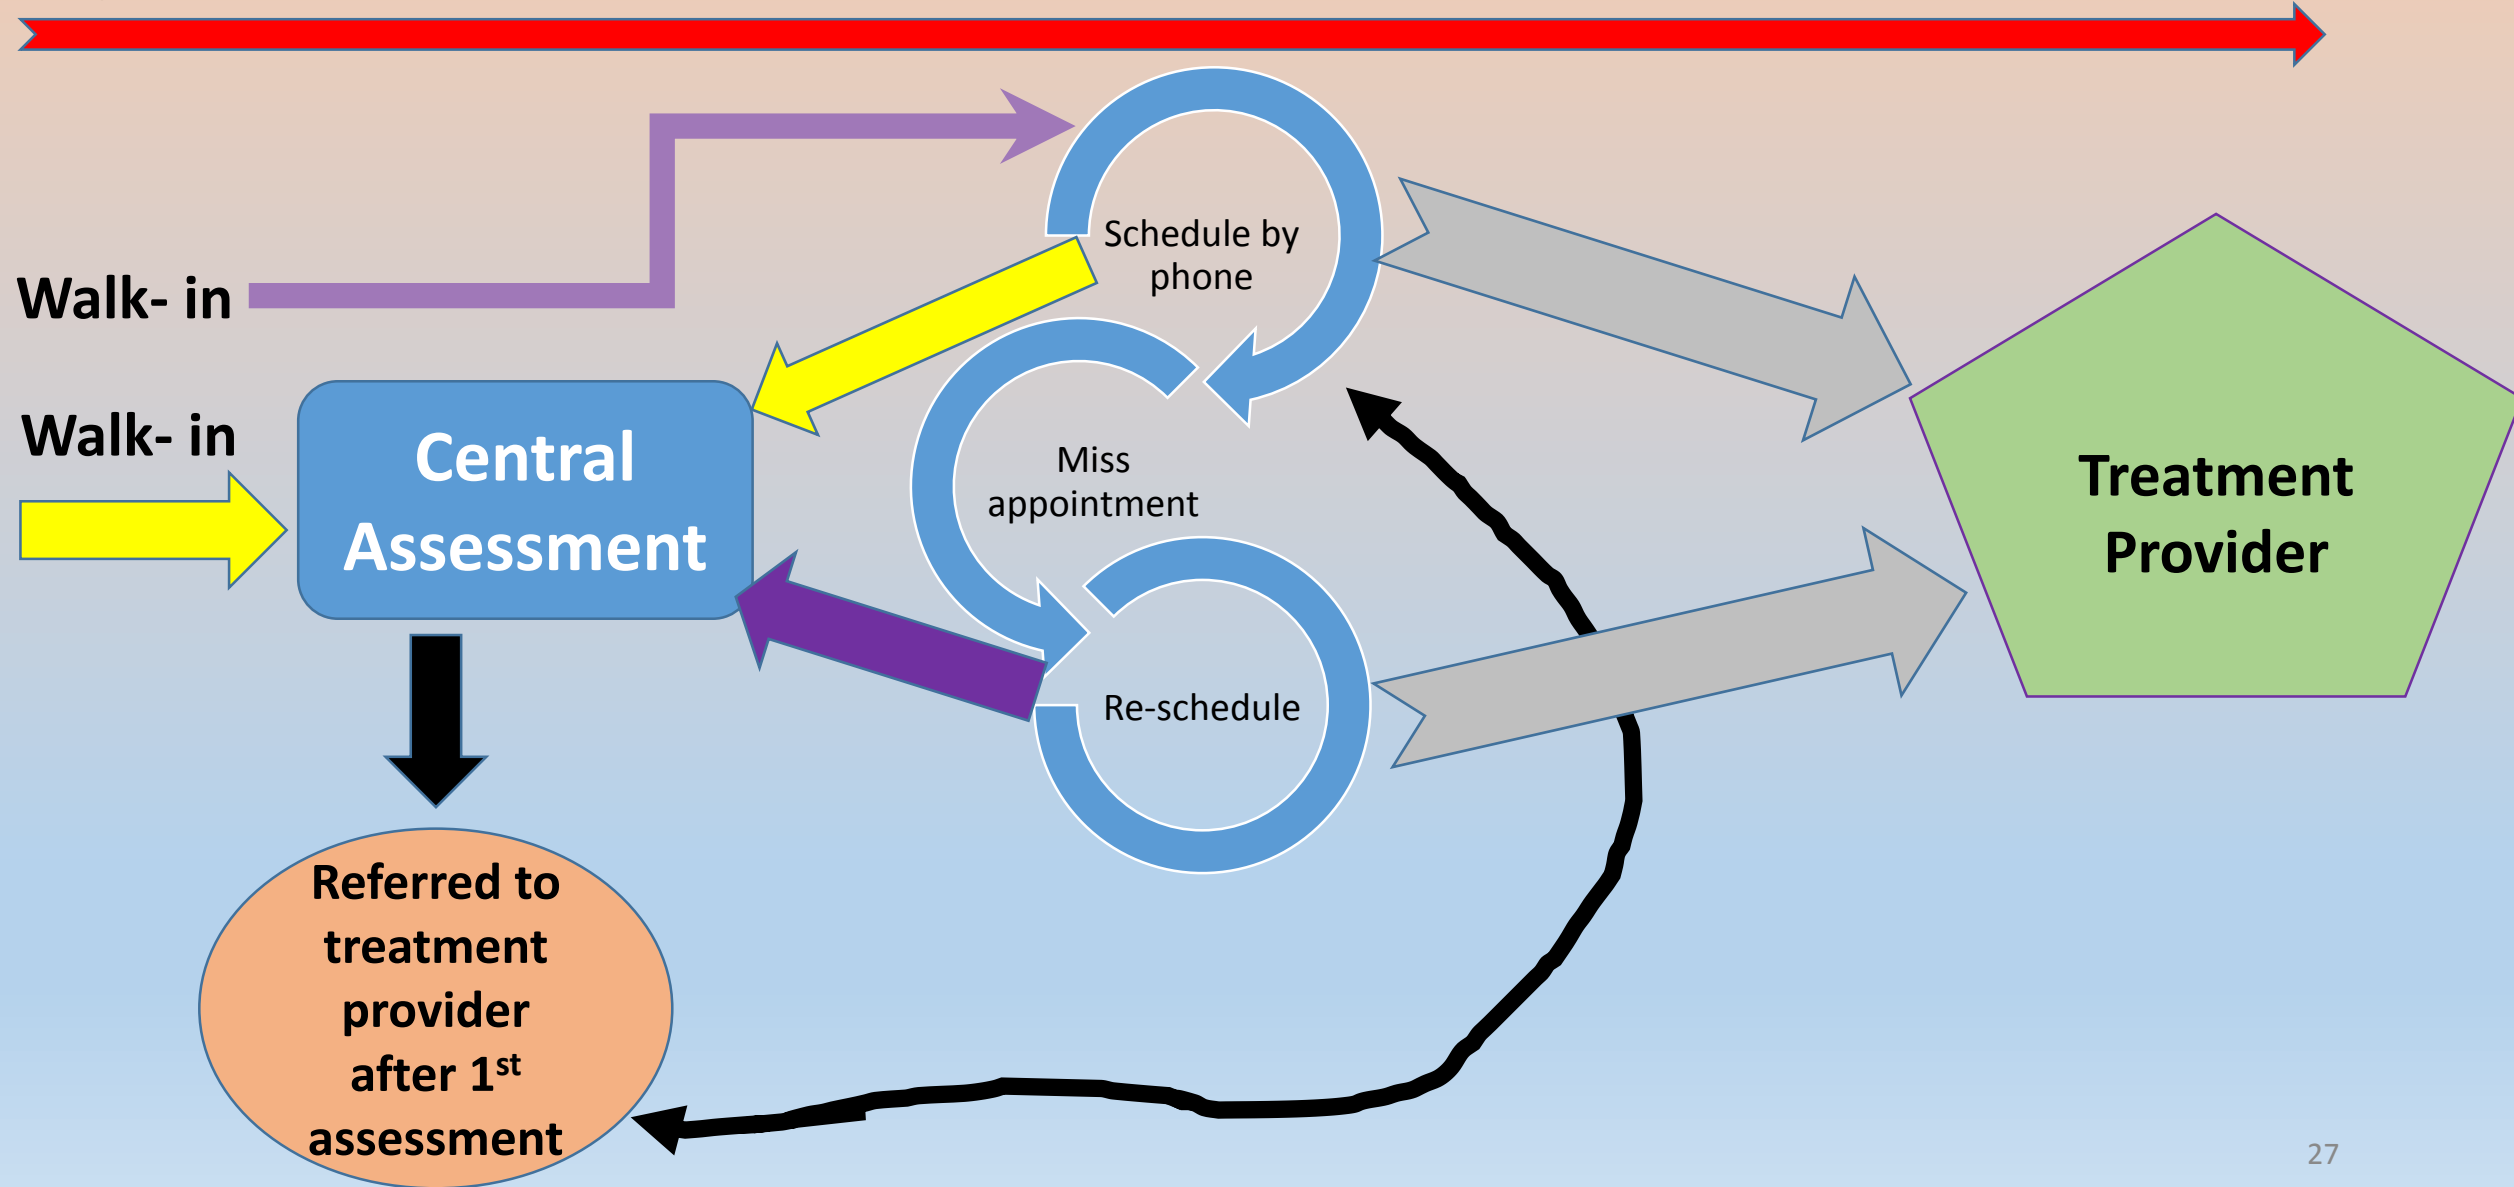 Walk- in
Walk- in
Central
Assessment
Schedule by
phone
Miss
appointment
Re-schedule
Treatment
Provider
Referred to
treatment
provider
after 1st
assessment
27